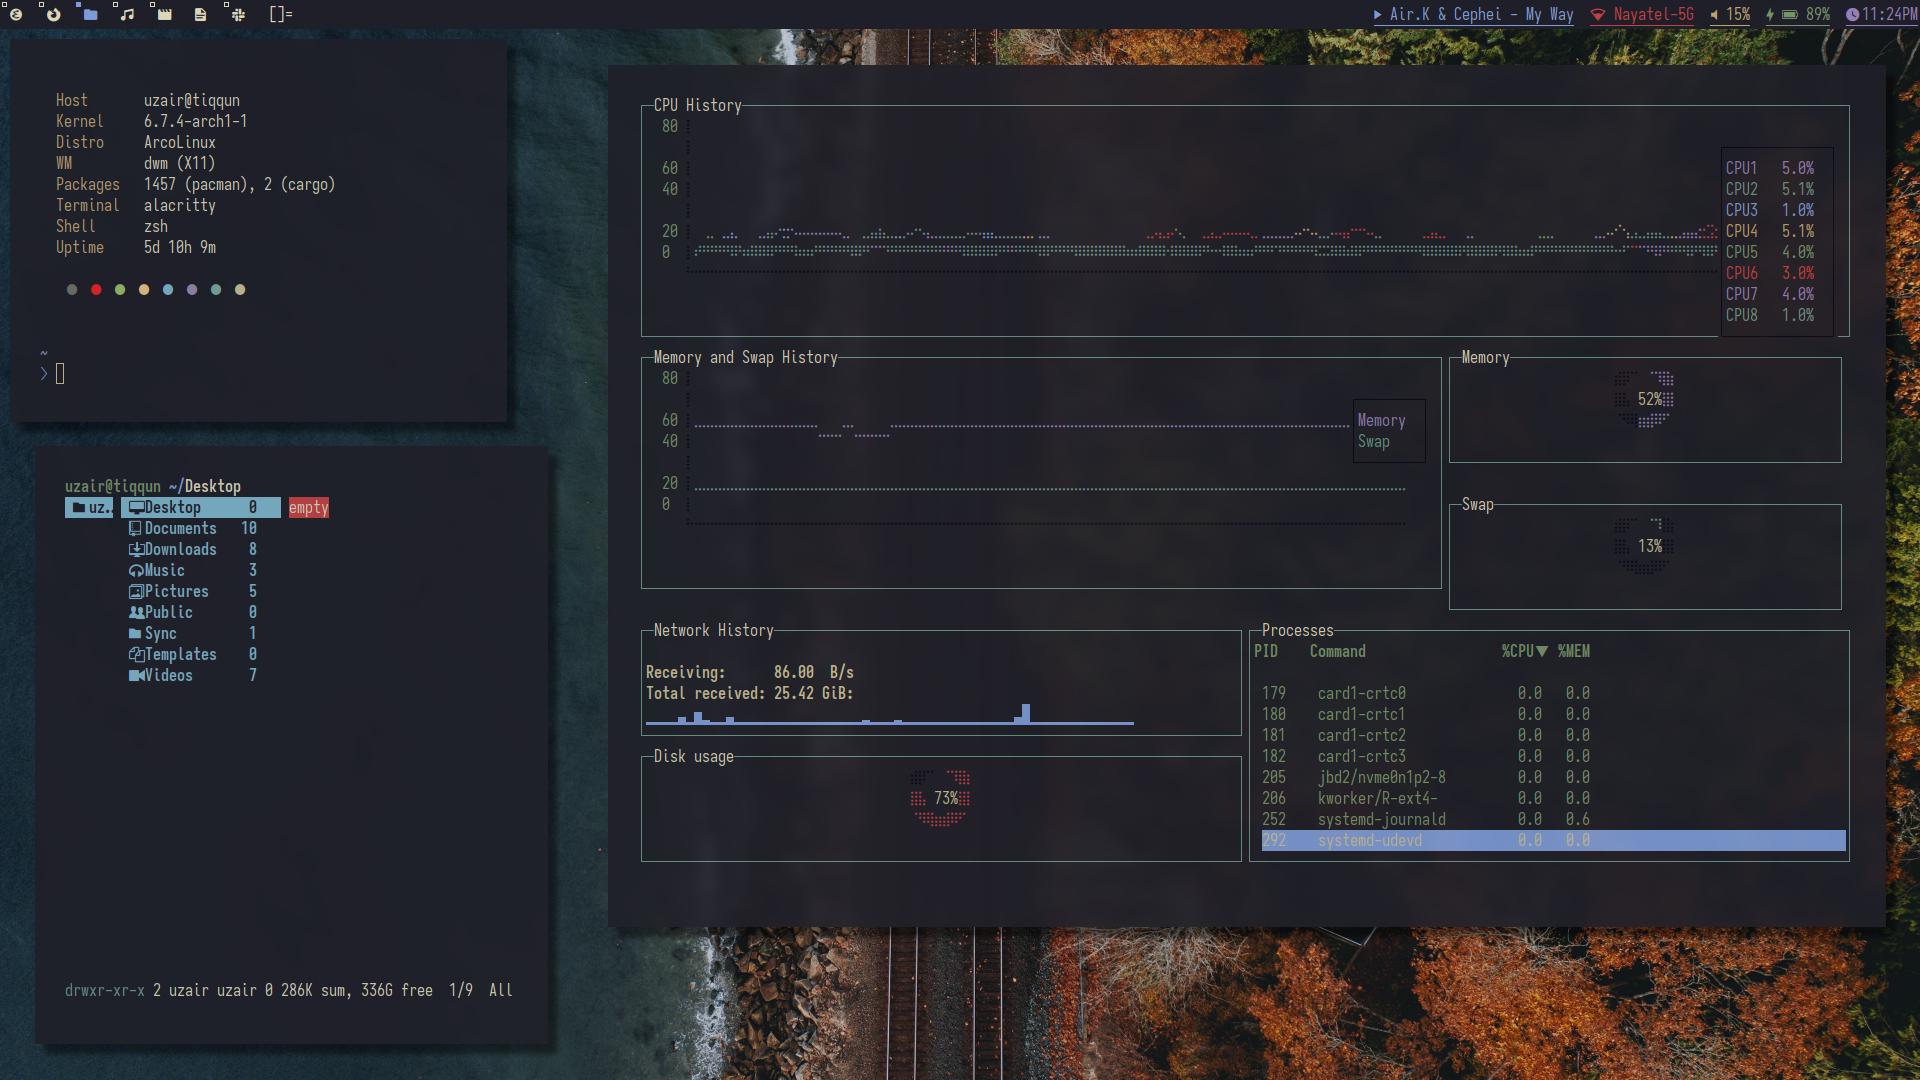 []=
Air.K & Cephei - My Way
Nayatel-5G
15%
89%
11:24PM
Host uzair@tiqqun
Kernel 6.7.4-arch1-1
Distro ArcoLinux
WM dwm (X11)
Packages 1457 (pacman), 2 (cargo)
Terminal alacritty
Shell zsh
Uptime 5d 10h 9m
~
❯
uzair@tiqqun ~/Desktop
uz.. Desktop 0 empty
Documents 10
Downloads 8
Music 3
Pictures 5
Public 0
Sync 1
Templates 0
Videos 7
drwxr-xr-x 2 uzair uzair 0 286K sum, 336G free 1/9 All
CPU History
80
60
40
20
0
CPU1 5.0%
CPU2 5.1%
CPU3 1.0%
CPU4 5.1%
CPU5 4.0%
CPU6 3.0%
CPU7 4.0%
CPU8 1.0%
Memory and Swap History
80
60
40
20
0
Memory
Swap
Memory
52%
Swap
13%
Network History
Receiving: 86.00 B/s
Total received: 25.42 GiB:
Disk usage
73%
Processes
PID Command %CPU▼ %MEM
179 card1-crtc0 0.0 0.0
180 card1-crtc1 0.0 0.0
181 card1-crtc2 0.0 0.0
182 card1-crtc3 0.0 0.0
205 jbd2/nvme0n1p2-8 0.0 0.0
206 kworker/R-ext4- 0.0 0.0
252 systemd-journald 0.0 0.6
292 systemd-udevd 0.0 0.0